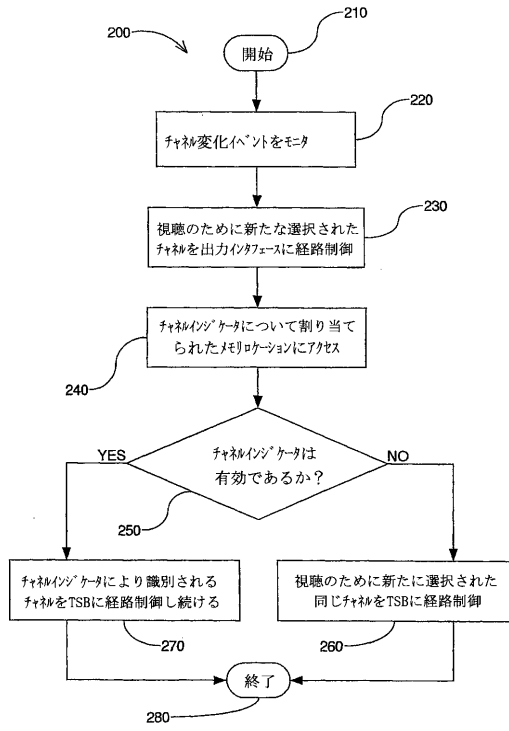 200
210
開始
220
ﾁｬﾈﾙ変化ｲﾍﾞﾝﾄをﾓﾆﾀ
230
視聴のために新たな選択された
ﾁｬﾈﾙを出力ｲﾝﾀﾌｪｰｽに経路制御
ﾁｬﾈﾙｲﾝｼﾞｹｰﾀについて割り当て
られたﾒﾓﾘﾛｹｰｼｮﾝにｱｸｾｽ
240
ﾁｬﾈﾙｲﾝｼﾞｹｰﾀは
有効であるか？
YES
NO
250
ﾁｬﾈﾙｲﾝｼﾞｹｰﾀにより識別される
ﾁｬﾈﾙをTSBに経路制御し続ける
270
視聴のために新たに選択された
同じﾁｬﾈﾙをTSBに経路制御
260
終了
280